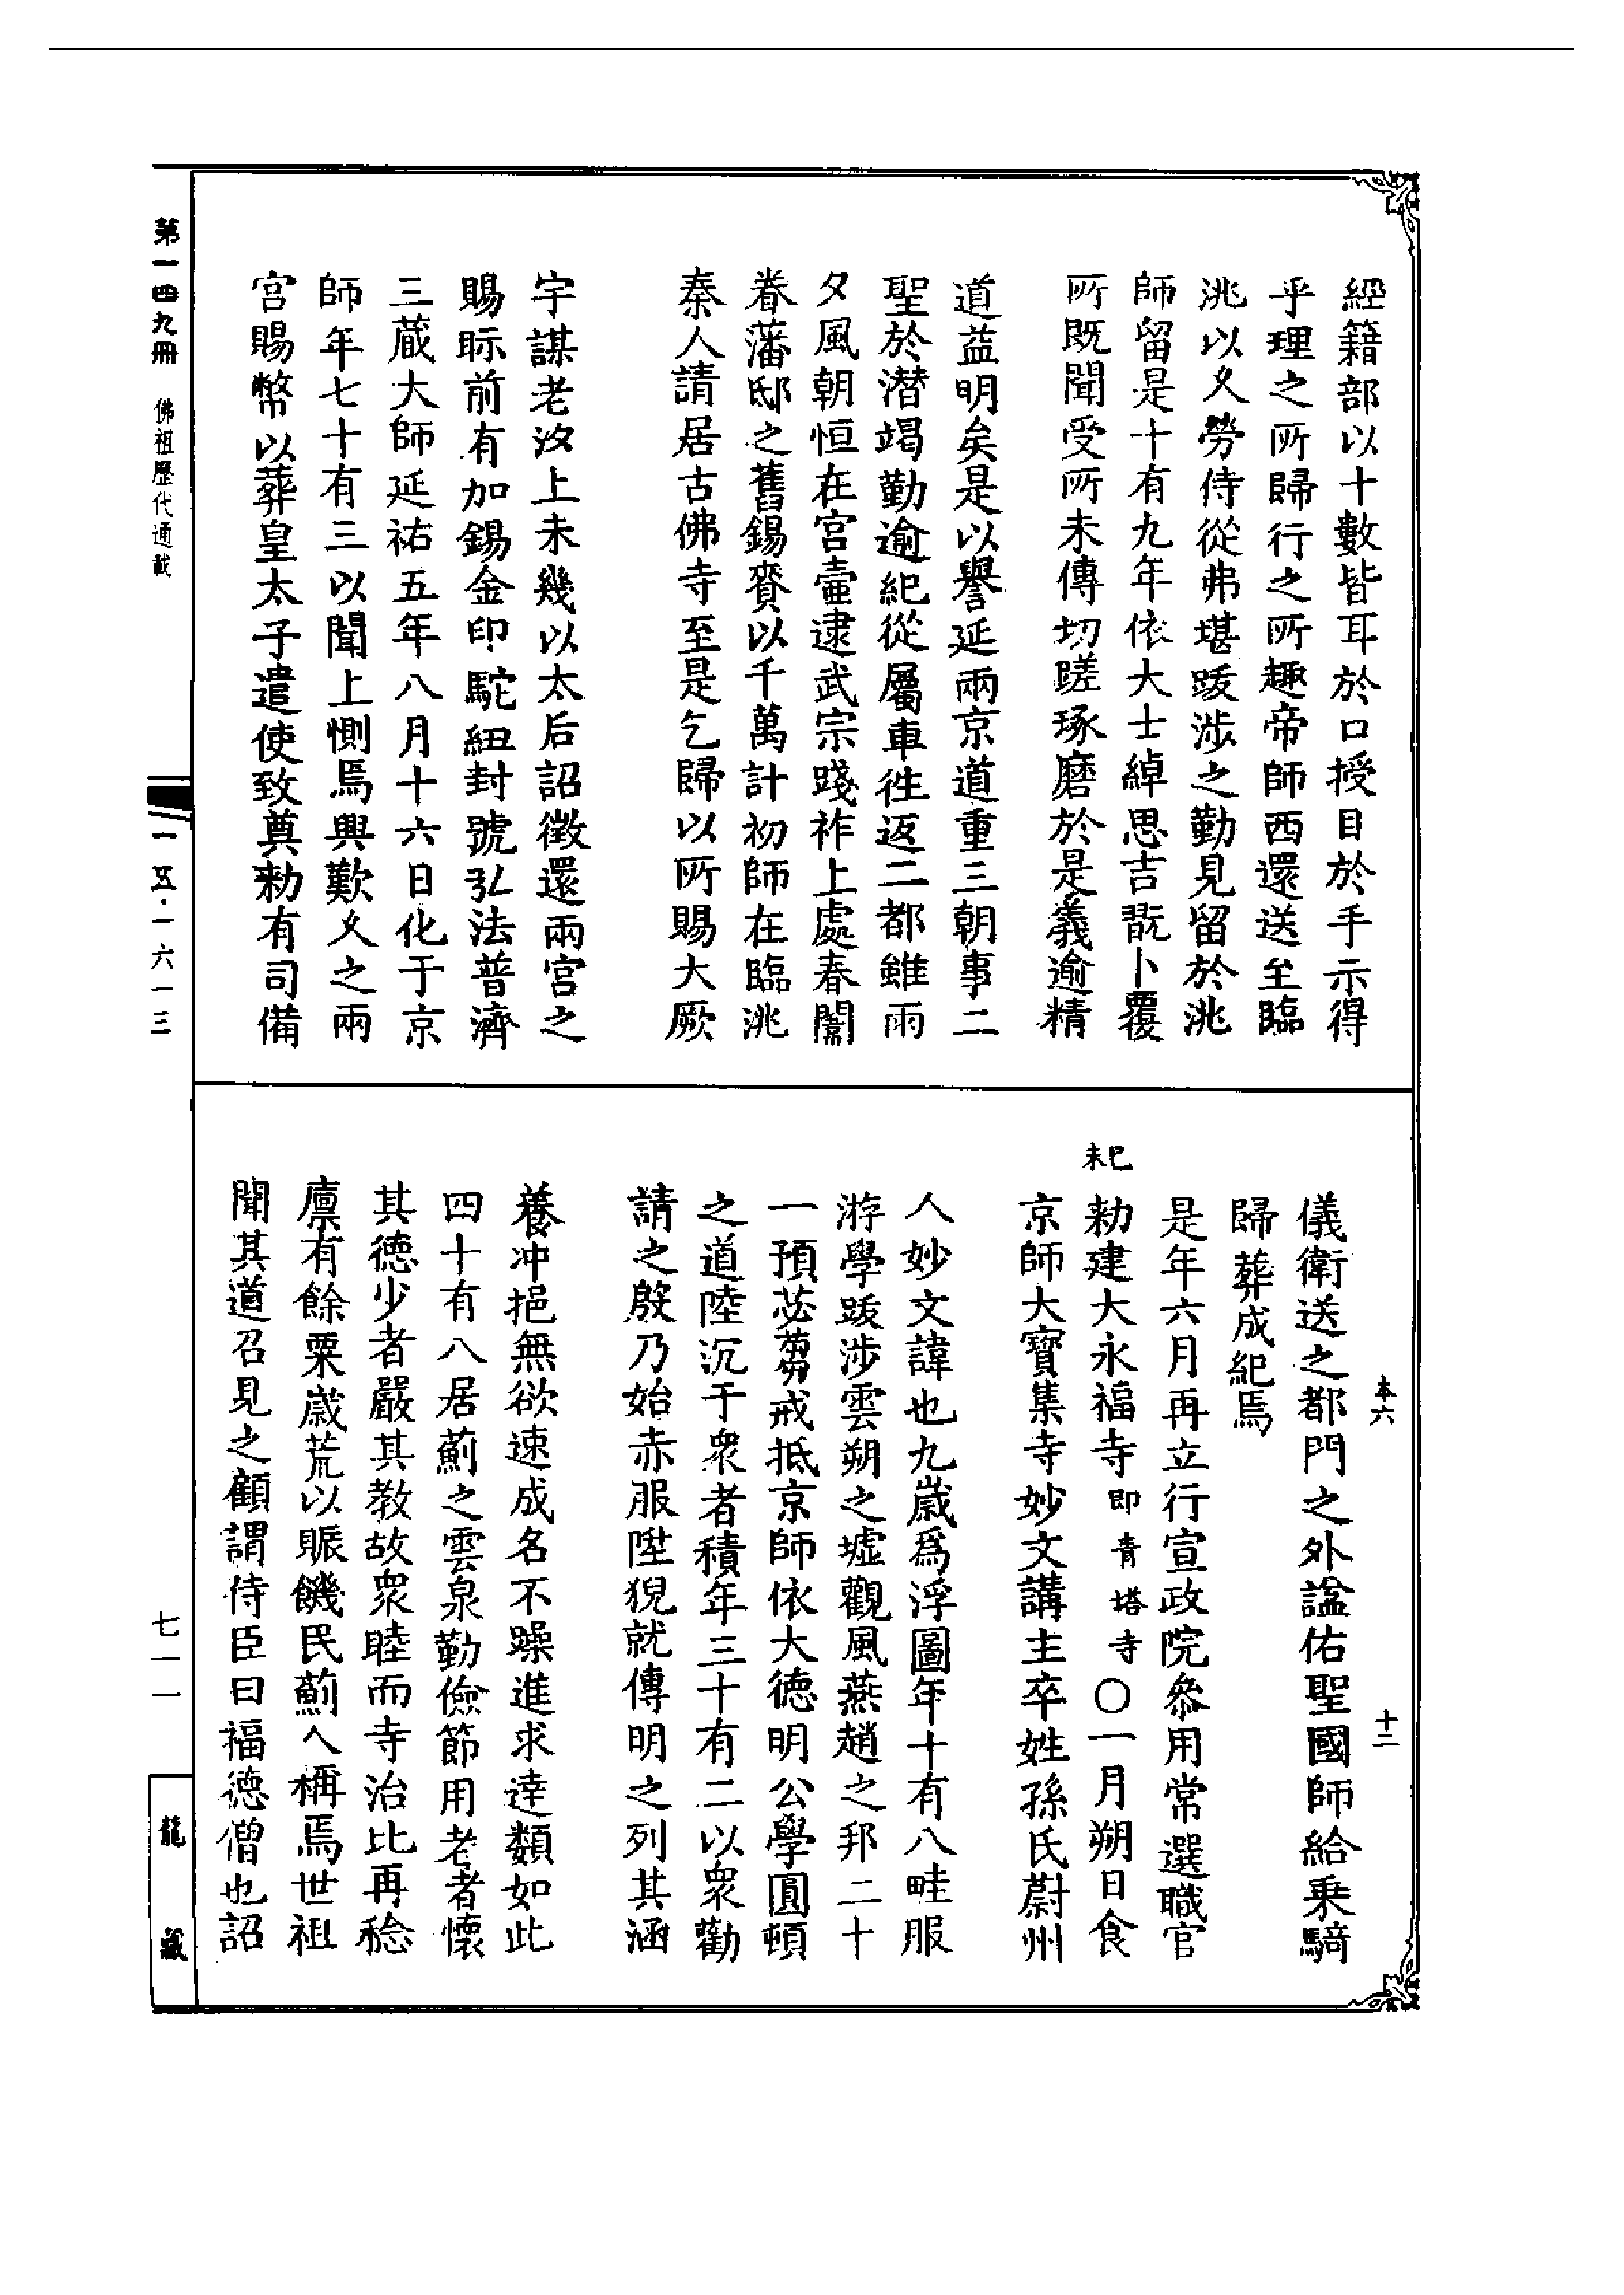 經籍部以十數皆耳於口授目於手示得
乎理之所歸行之所趣帝師西還送至臨
洮以久勞侍從弗堪跋涉之勤見留於洮
師留是十有九年依大士綽思吉翫卜覆
所既聞受所未傳切蹉琢磨於是義逾精
道益明矣是以譽延兩京道重三朝事二
聖於潜竭勤逾紀從屬車徃返二都雖雨
夕風朝恒在宮壼逮武宗踐祚上處春闈
眷藩邸之舊錫賚以千萬計初師在臨洮
秦人請居古佛寺至是乞歸以所賜大厥
宇謀老汝上未幾以太后詔徵還兩宮之
賜眎前有加錫金印駝紐封號弘法普濟
三藏大師延祐五年八月十六日化于京
師年七十有三以聞上惻焉興歎久之兩
宮賜幣以葬皇太子遣使致奠勑有司備
儀衛送之都門之外諡佑聖國師給乘騎
歸葬成紀焉
是年六月再立行宣政院叅用常選職官
己未
勑建大永福寺即青塔寺〇一月朔日食
京師大寶集寺妙文講主卒姓孫氏蔚州
人妙文諱也九歲爲浮圖年十有八畦服
游學跋涉雲朔之墟觀風燕趙之邦二十
一預苾蒭戒抵京師依大德明公學圓頓
之道陸沉于衆者積年三十有二以衆勸
請之殷乃始赤服陞猊就傳明之列其涵
養冲挹無欲速成名不躁進求達類如此
四十有八居薊之雲泉勤儉節用老者懷
其德少者嚴其教故衆睦而寺治比再稔
廪有餘粟歲荒以賑饑民薊人稱焉世祖
聞其道召見之顧謂侍臣曰福德僧也詔
本六
十二
第一四九册 佛祖歷代通載
一五·一六一三
七一一
龍藏